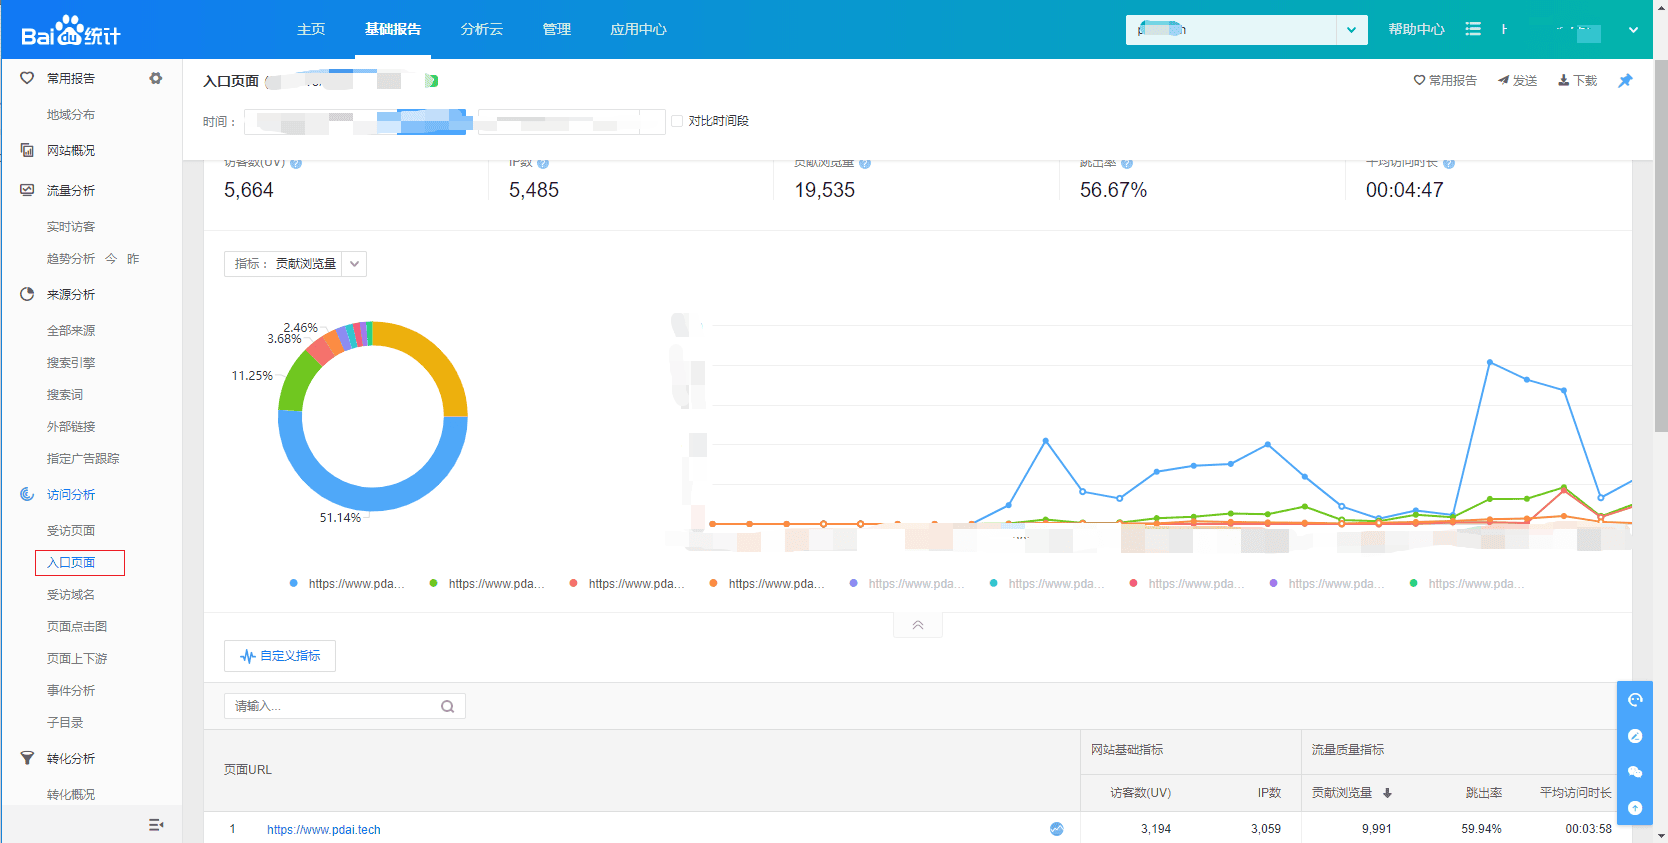 Bai du 统计
主页
基础报告
分析云
管理
应用中心
帮助中心
常用报告
地域分布
网站概况
流量分析
实时访客
趋势分析 今 昨
来源分析
全部来源
搜索引擎
搜索词
外部链接
指定广告跟踪
访问分析
受访页面
入口页面
受访域名
页面点击图
页面上下游
事件分析
子目录
转化分析
转化概况
入口页面
常用报告
发送
下载
时间：
对比时间段
访客数(UV)
5,664
IP数
5,485
贡献浏览量
19,535
跳出率
56.67%
平均访问时长
00:04:47
指标： 贡献浏览量
2.46%
3.68%
11.25%
51.14%
https://www.pda...
https://www.pda...
https://www.pda...
https://www.pda...
https://www.pda...
https://www.pda...
https://www.pda...
https://www.pda...
https://www.pda...
自定义指标
请输入...
页面URL
网站基础指标
流量质量指标
访客数(UV)
IP数
贡献浏览量
跳出率
平均访问时长
1 https://www.pdai.tech 3,194 3,059 9,991 59.94% 00:03:58